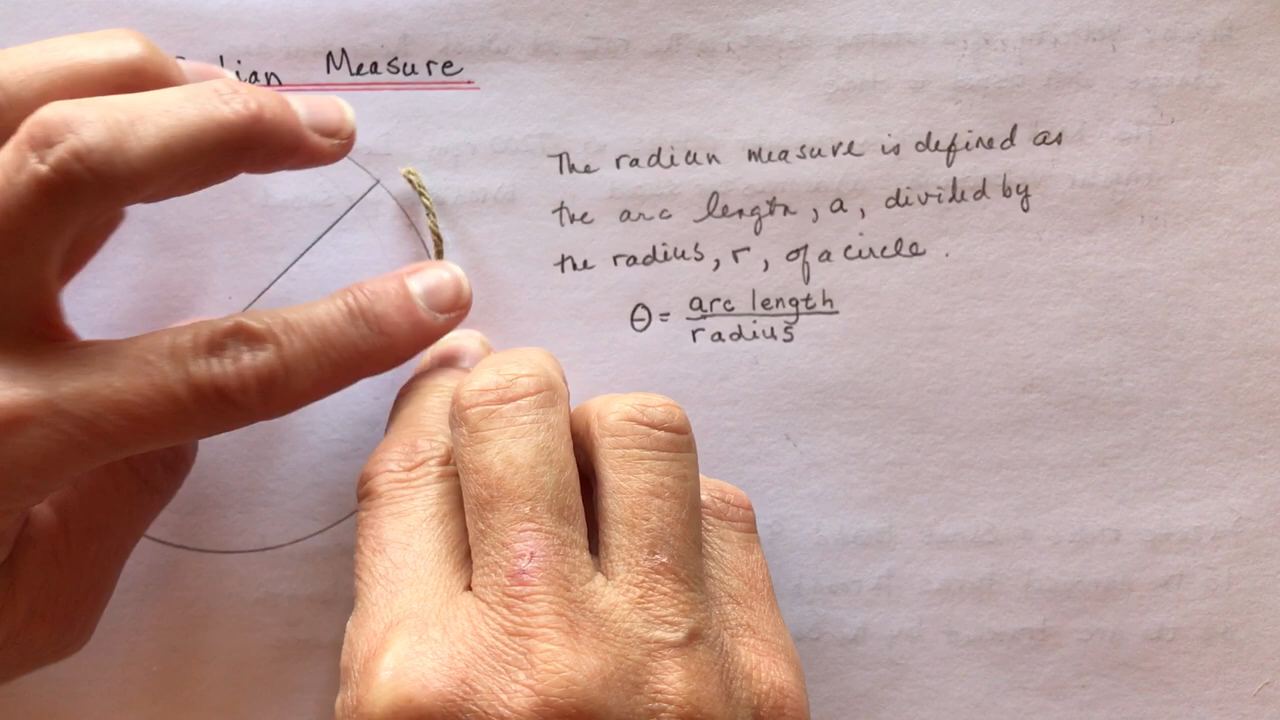 Measure
The radian measure is defined as
the arc length, a, divided by
the radius, r, of a circle.
θ = arc length
radius